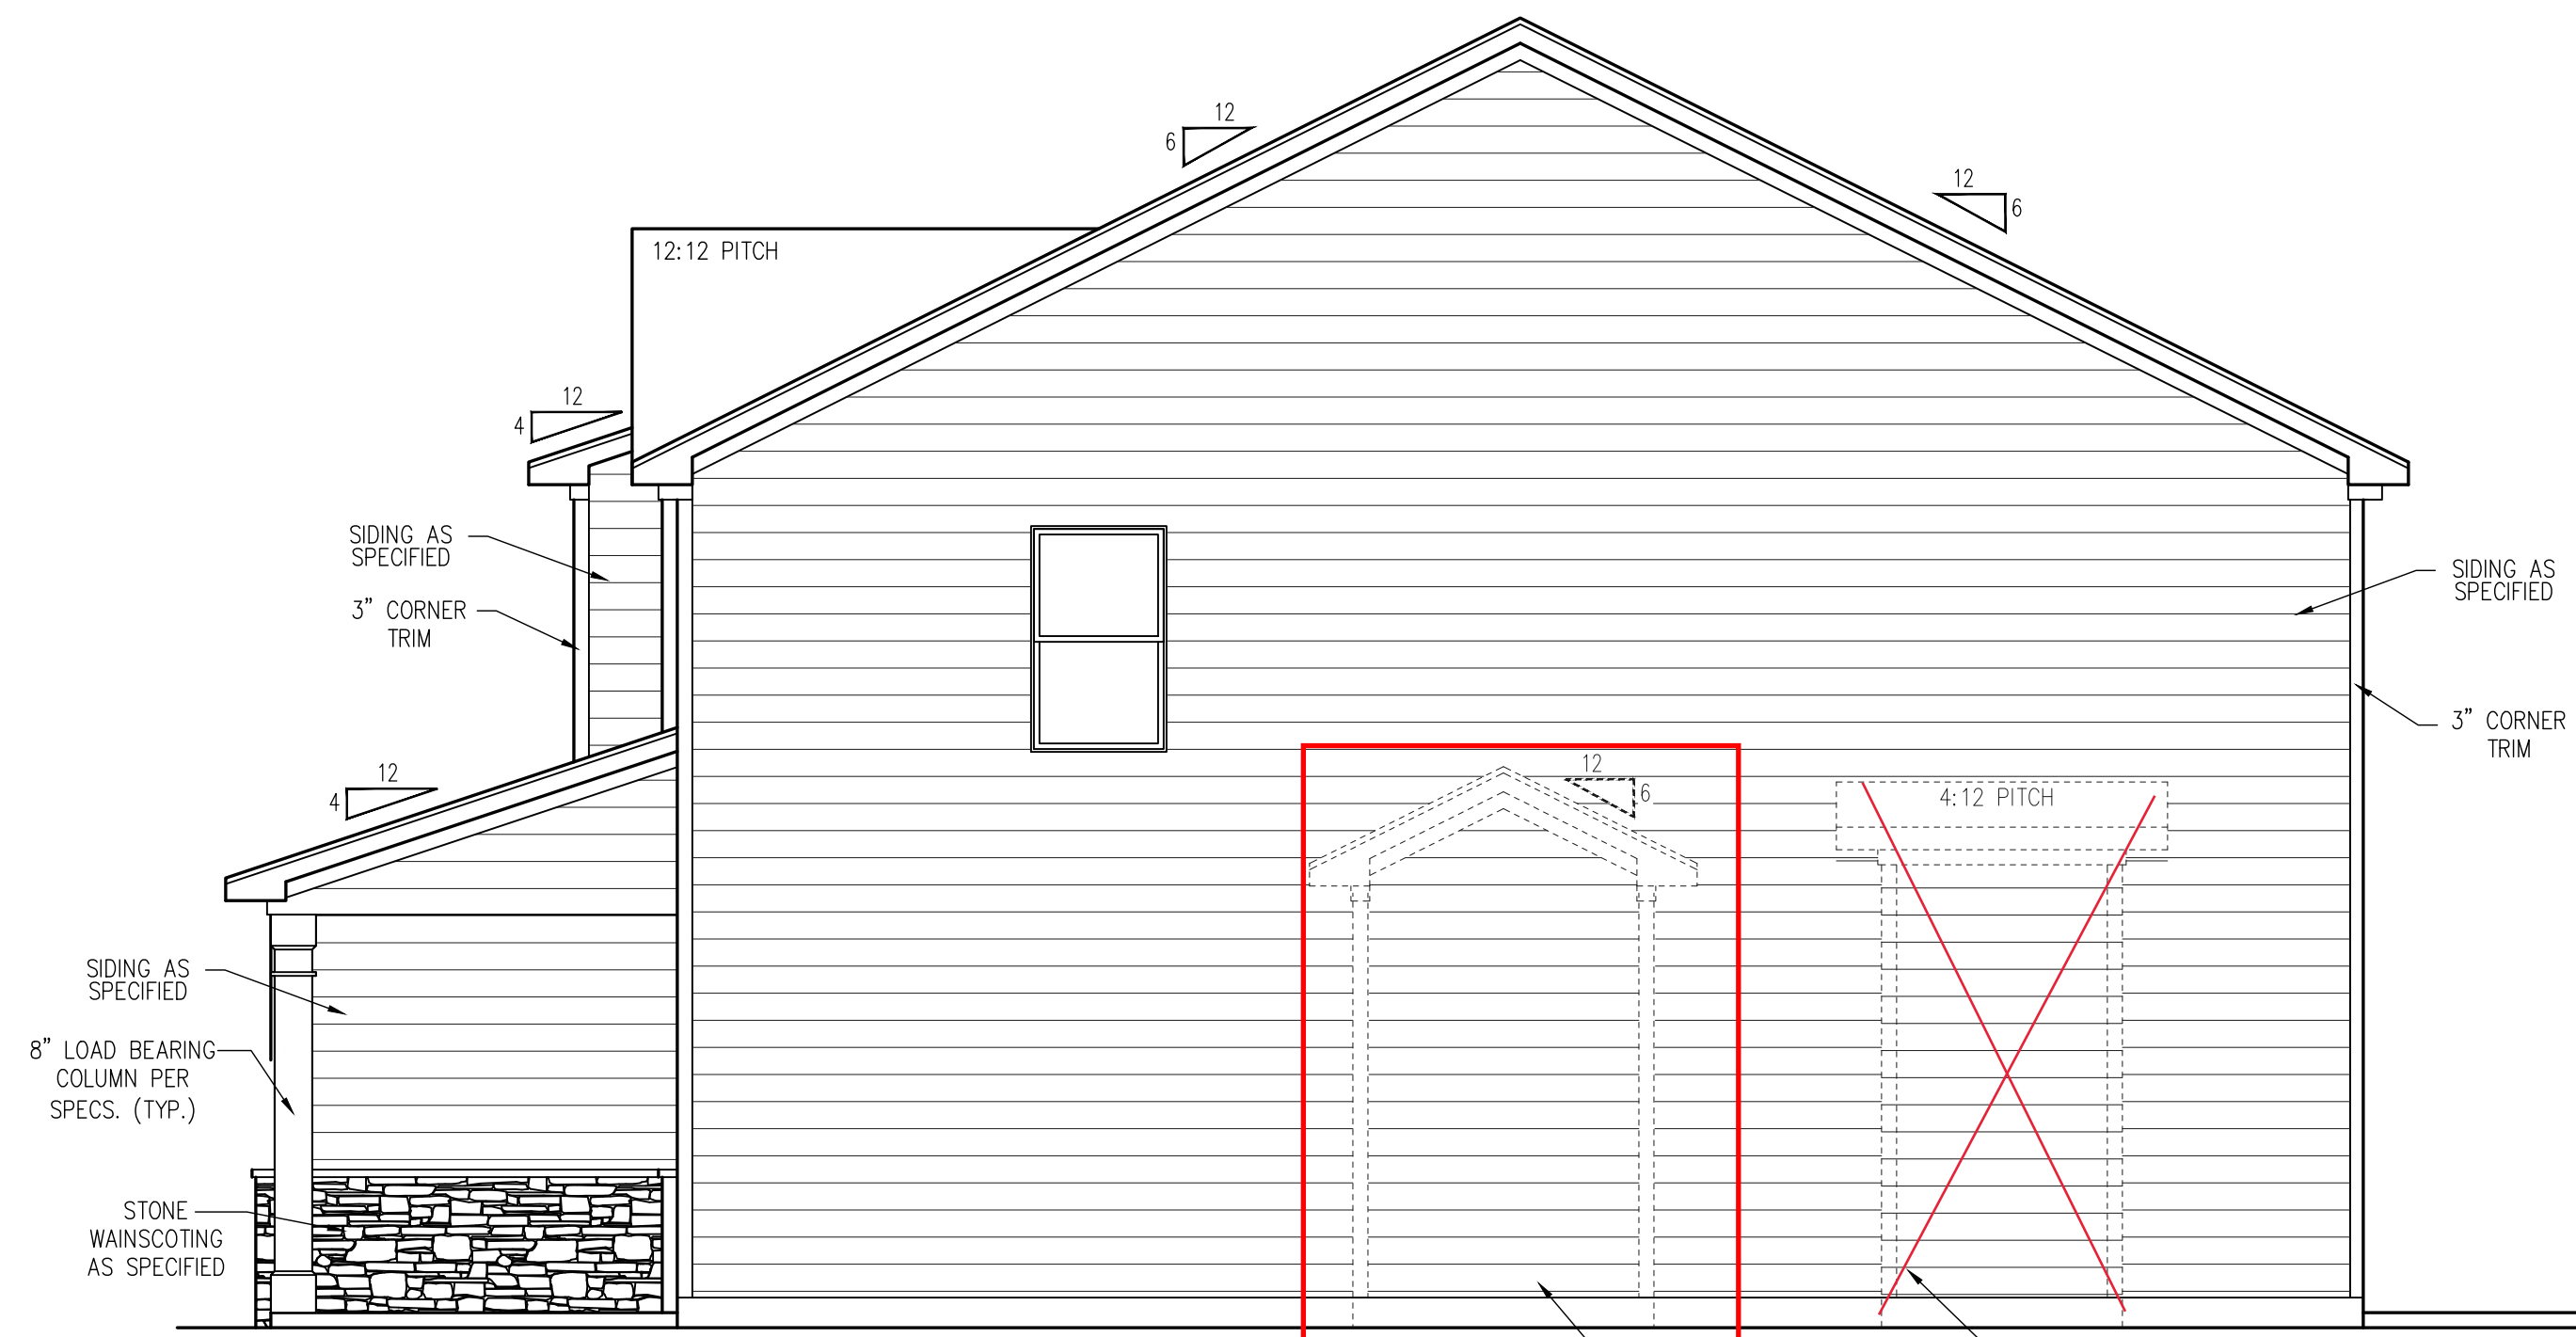 12
6
12
6
12:12 PITCH
12
4
SIDING AS
SPECIFIED
3" CORNER
TRIM
SIDING AS
SPECIFIED
3" CORNER
TRIM
12
4
12
6
4:12 PITCH
SIDING AS
SPECIFIED
8" LOAD BEARING
COLUMN PER
SPECS. (TYP.)
STONE
WAINSCOTING
AS SPECIFIED